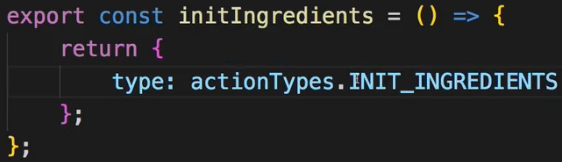 export const initIngredients = () => {
    return {
        type: actionTypes.INIT_INGREDIENTS
    };
};